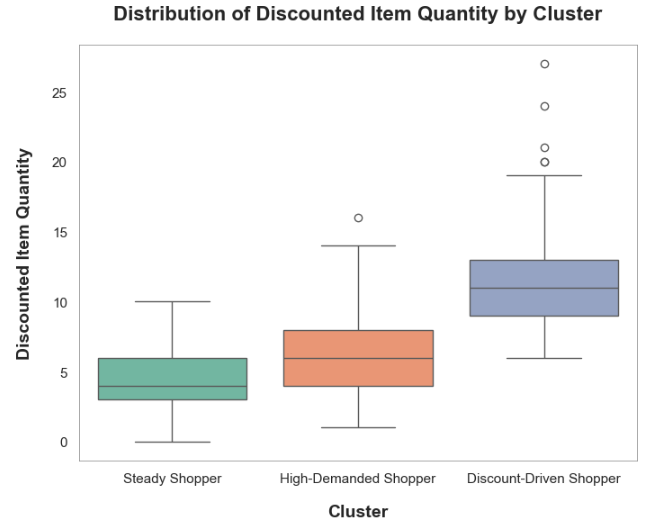 Distribution of Discounted Item Quantity by Cluster
Discounted Item Quantity
25
20
15
10
5
0
Steady Shopper High-Demanded Shopper Discount-Driven Shopper
Cluster